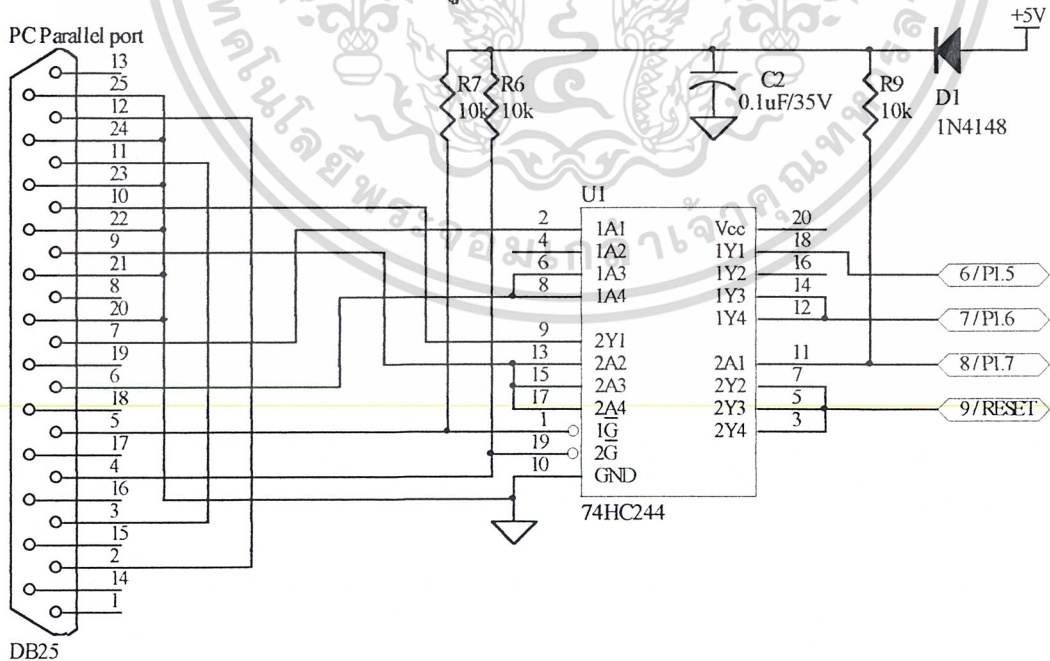 PC Parallel port
13
25
12
24
11
23
10
22
9
21
8
20
7
19
6
18
5
17
4
16
3
15
2
14
1
DB25
R7
10k
R6
10k
C2
0.1uF/35V
R9
10k
D1
1N4148
+5V
U1
2 1A1
4 1A2
6 1A3
8 1A4
9 2Y1
13 2A2
15 2A3
17 2A4
1 1G
19 2G
10 GND
Vcc 20
1Y1 18
1Y2 16
1Y3 14
1Y4 12
2A1 11
2Y2 7
2Y3 5
2Y4 3
74HC244
6/P1.5
7/P1.6
8/P1.7
9/RESET